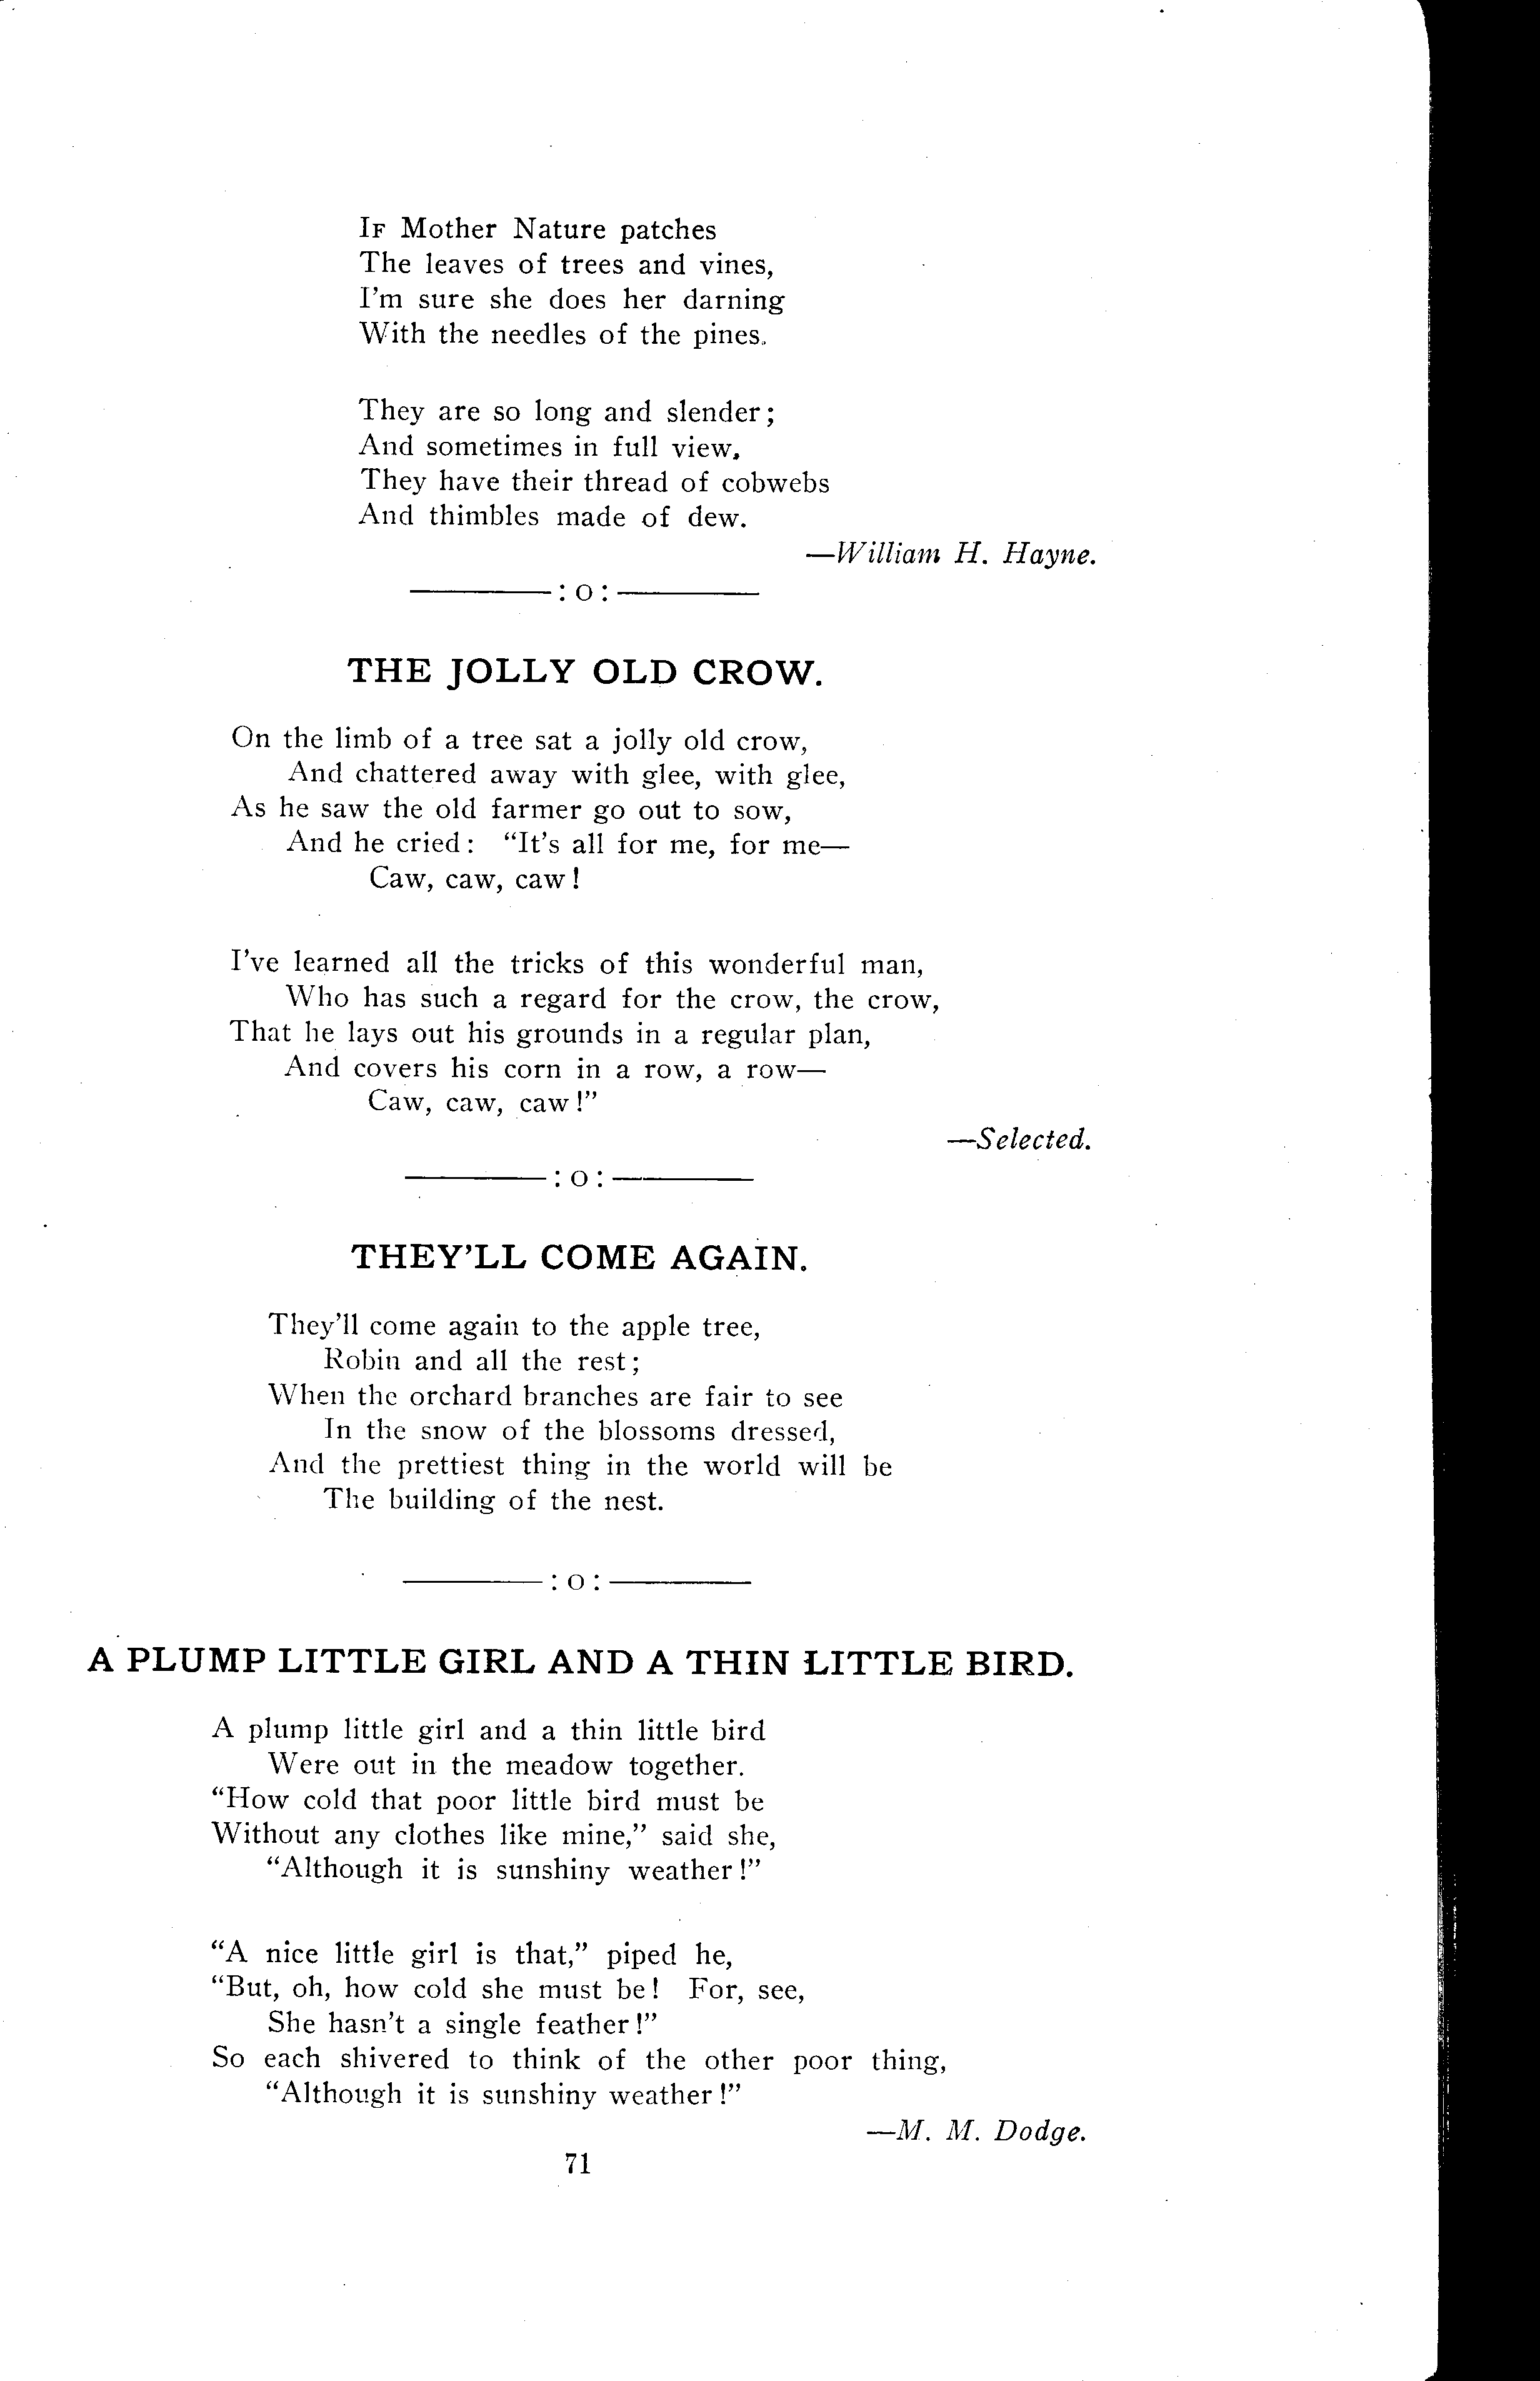 IF Mother Nature patches
The leaves of trees and vines,
I'm sure she does her darning
With the needles of the pines.
They are so long and slender;
And sometimes in full view,
They have their thread of cobwebs
And thimbles made of dew.
—William H. Hayne.
———:o:———
THE JOLLY OLD CROW.
On the limb of a tree sat a jolly old crow,
And chattered away with glee, with glee,
As he saw the old farmer go out to sow,
And he cried: "It's all for me, for me—
Caw, caw, caw!
I've learned all the tricks of this wonderful man,
Who has such a regard for the crow, the crow,
That he lays out his grounds in a regular plan,
And covers his corn in a row, a row—
Caw, caw, caw!"
—Selected.
———:o:———
THEY'LL COME AGAIN.
They'll come again to the apple tree,
Robin and all the rest;
When the orchard branches are fair to see
In the snow of the blossoms dressed,
And the prettiest thing in the world will be
The building of the nest.
———:o:———
A PLUMP LITTLE GIRL AND A THIN LITTLE BIRD.
A plump little girl and a thin little bird
Were out in the meadow together.
"How cold that poor little bird must be
Without any clothes like mine," said she,
"Although it is sunshiny weather!"
"A nice little girl is that," piped he,
"But, oh, how cold she must be! For, see,
She hasn't a single feather!"
So each shivered to think of the other poor thing,
"Although it is sunshiny weather!"
—M. M. Dodge.
71